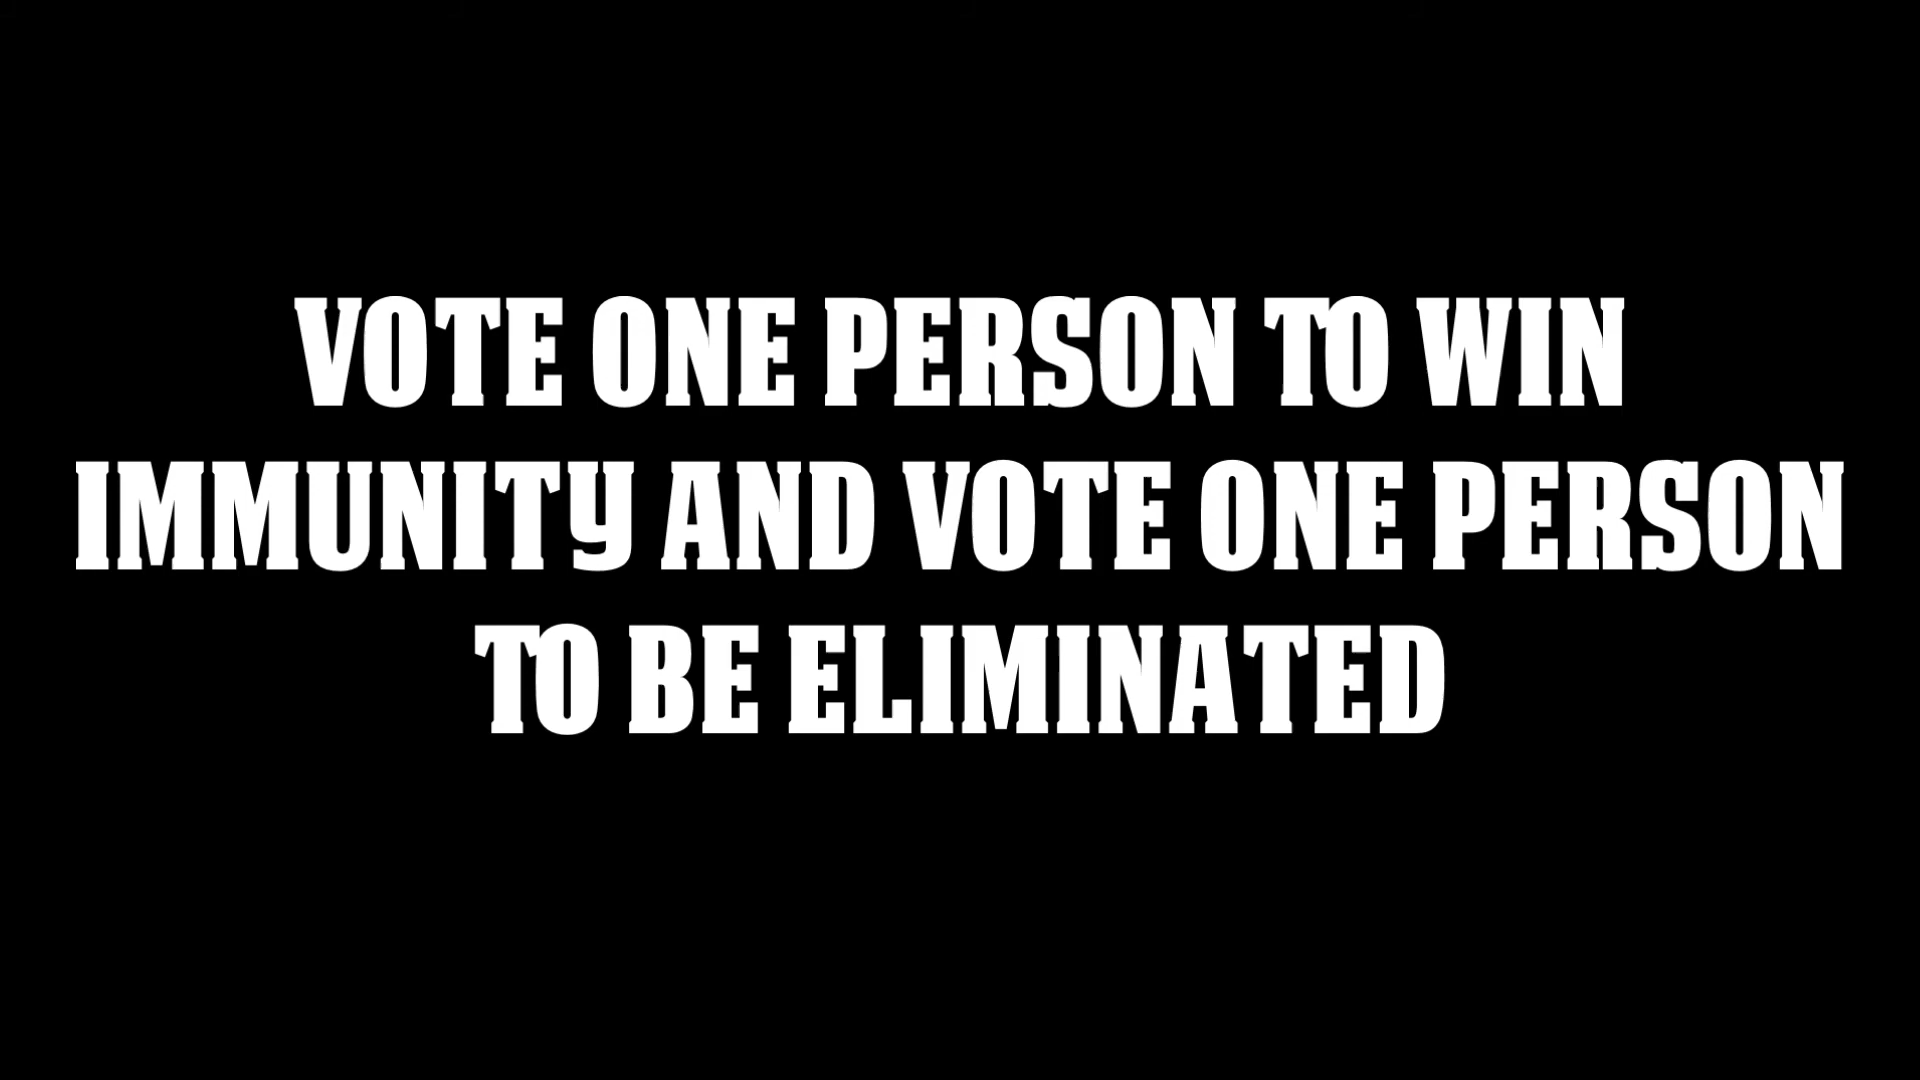 VOTE ONE PERSON TO WIN
IMMUNITY AND VOTE ONE PERSON
TO BE ELIMINATED